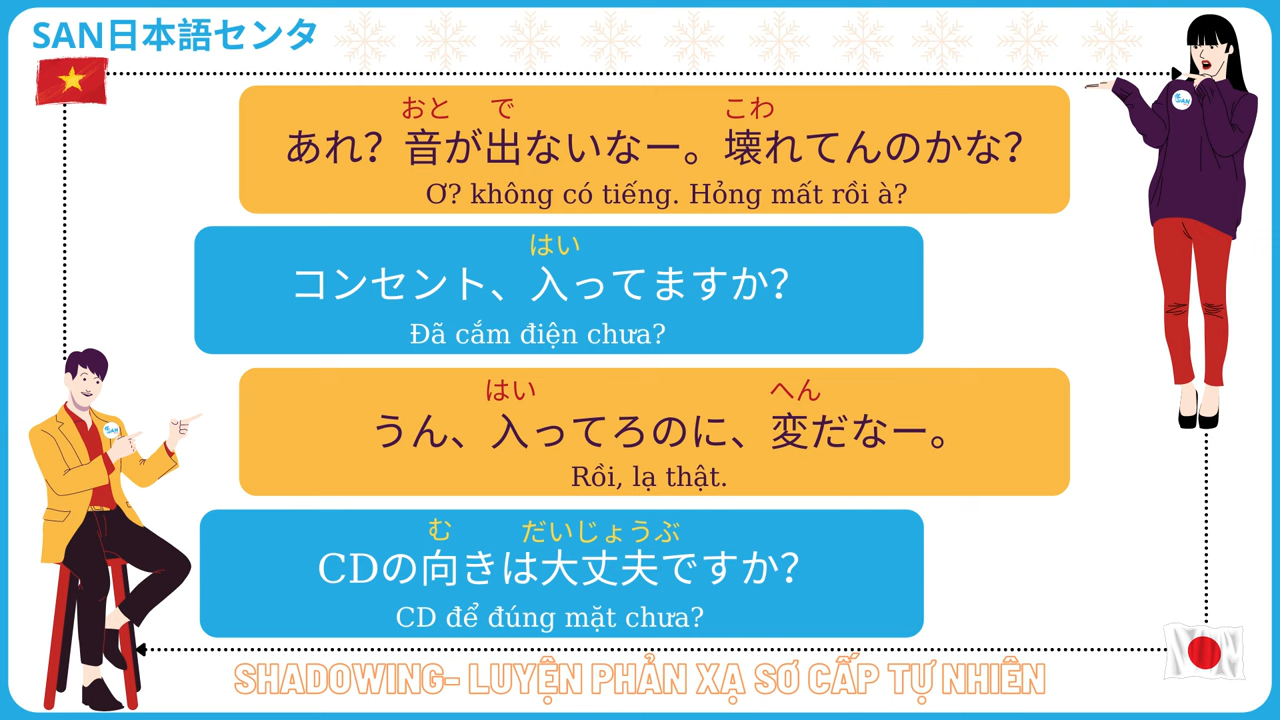 SAN日本語センタ
おと で こわ
あれ？音が出ないなー。壊れてんのかな？
Ơ? không có tiếng. Hỏng mất rồi à?
はい
コンセント、入ってますか？
Đã cắm điện chưa?
はい へん
うん、入ってろのに、変だなー。
Rồi, lạ thật.
む だいじょうぶ
CDの向きは大丈夫ですか？
CD để đúng mặt chưa?
SHADOWING- LUYỆN PHẢN XẠ SƠ CẤP TỰ NHIÊN
SAN
SAN